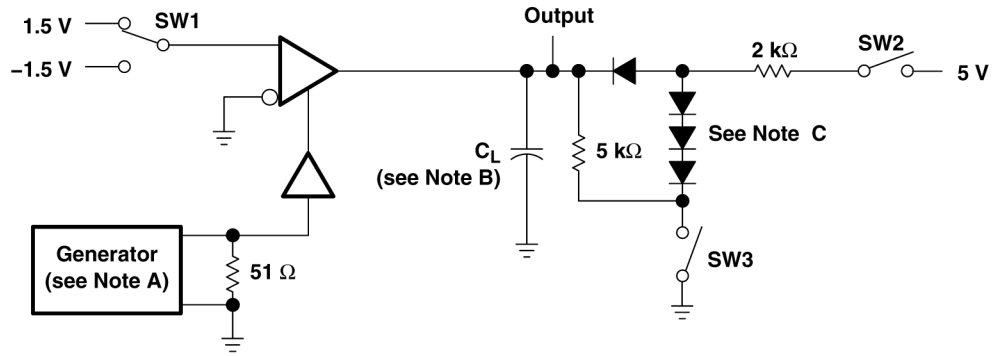 Output
1.5 V
SW1
−1.5 V
2 kΩ
SW2
5 V
See Note C
CL
(see Note B)
5 kΩ
Generator
(see Note A)
51 Ω
SW3